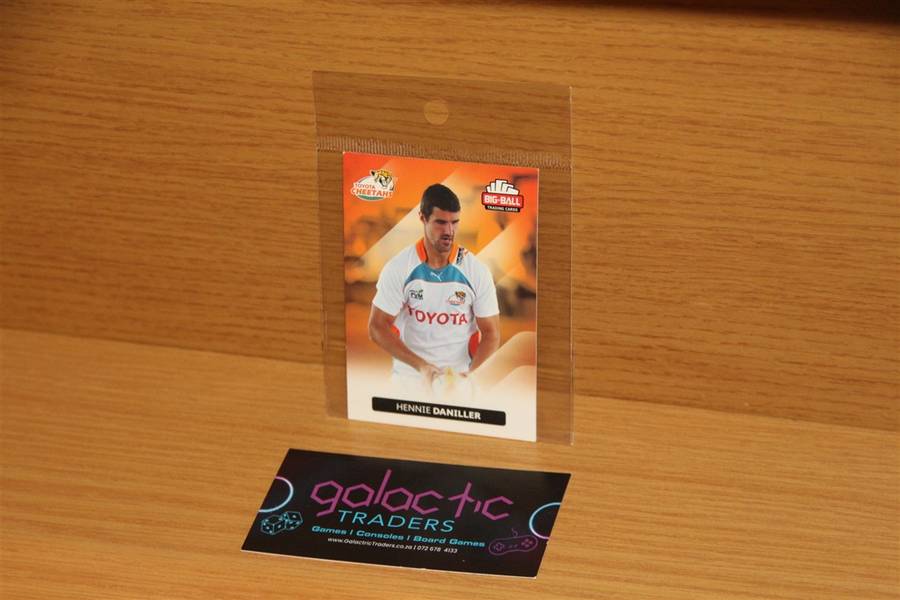 TOYOTA
CHEETAHS
BIG-BALL
TRADING CARDS
PVM
TOYOTA
HENNIE DANILLER
galactic
TRADERS
Games | Consoles | Board Games
www.GalacticTraders.co.za | 072 678 4133